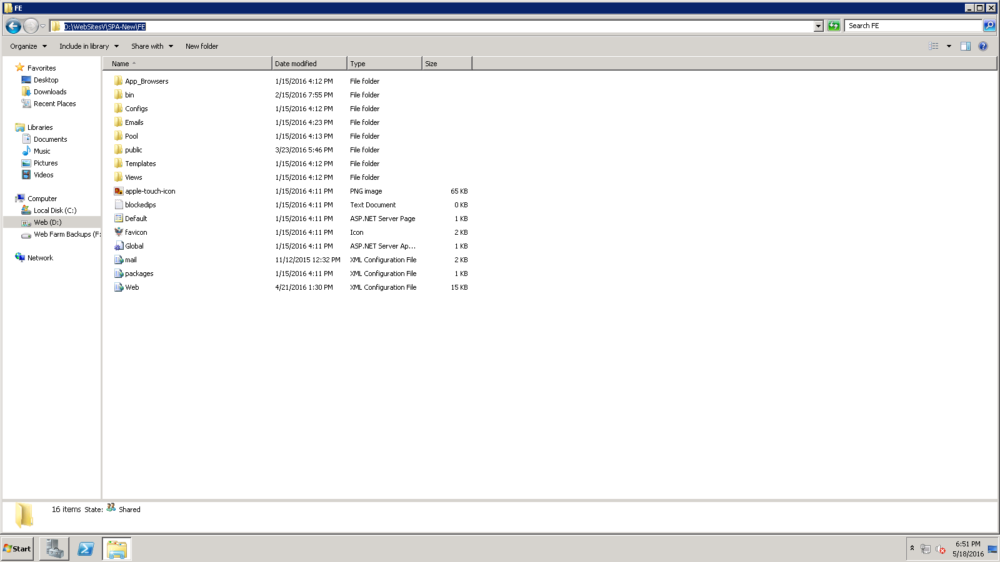 FE
D:\WebSitesV\SPA-New\FE
Search FE
Organize Include in library Share with New folder
Name Date modified Type Size
Favorites
Desktop
Downloads
Recent Places
Libraries
Documents
Music
Pictures
Videos
Computer
Local Disk (C:)
Web (D:)
Web Farm Backups (F:
Network
App_Browsers 1/15/2016 4:12 PM File folder
bin 2/15/2016 7:55 PM File folder
Configs 1/15/2016 4:12 PM File folder
Emails 1/15/2016 4:23 PM File folder
Pool 1/15/2016 4:13 PM File folder
public 3/23/2016 5:46 PM File folder
Templates 1/15/2016 4:12 PM File folder
Views 1/15/2016 4:12 PM File folder
apple-touch-icon 1/15/2016 4:11 PM PNG image 65 KB
blockedips 1/15/2016 4:11 PM Text Document 0 KB
Default 1/15/2016 4:11 PM ASP.NET Server Page 1 KB
favicon 1/15/2016 4:11 PM Icon 2 KB
Global 1/15/2016 4:11 PM ASP.NET Server Ap... 1 KB
mail 11/12/2015 12:32 PM XML Configuration File 2 KB
packages 1/15/2016 4:11 PM XML Configuration File 1 KB
Web 4/21/2016 1:30 PM XML Configuration File 15 KB
16 items State: Shared
Start
6:51 PM
5/18/2016